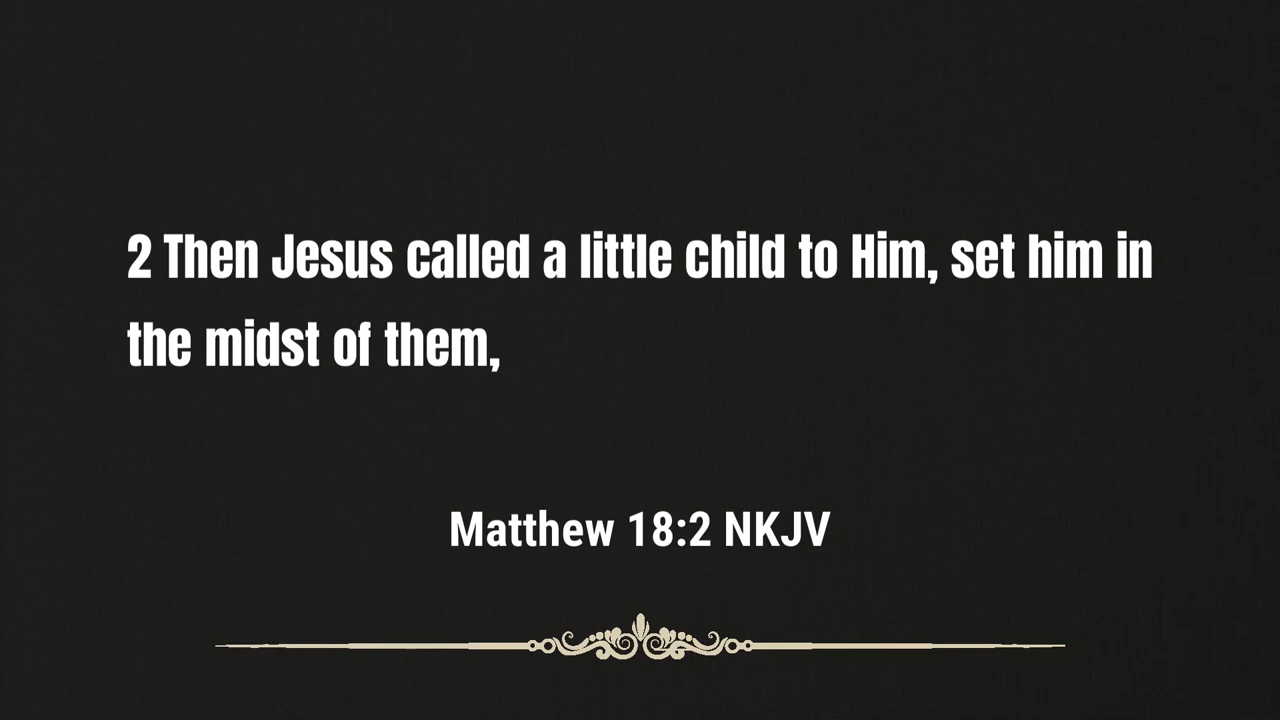 2 Then Jesus called a little child to Him, set him in
the midst of them,
Matthew 18:2 NKJV